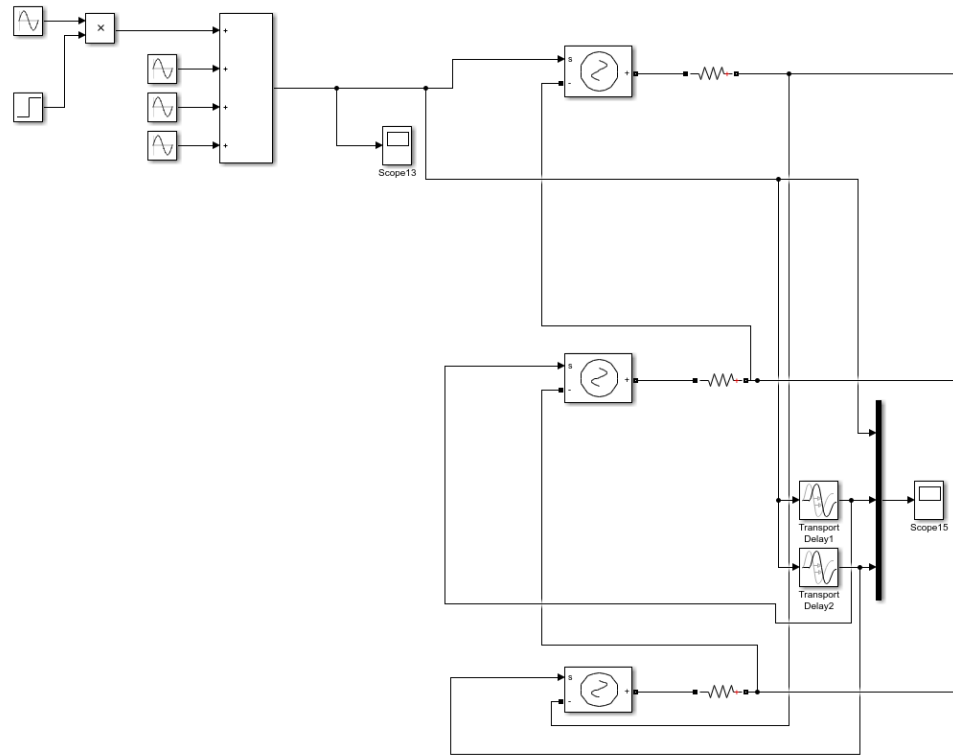 ×
+
+
+
+
s
+
-
Scope13
s
+
-
Transport
Delay1
Scope15
Transport
Delay2
s
+
-